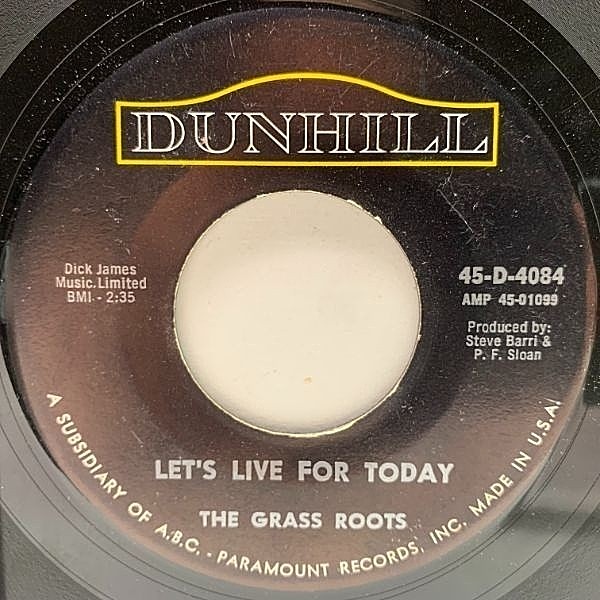 DUNHILL
Dick James
Music Limited
BMI - 2:35
45-D-4084
AMP 45-01099
Produced by:
Steve Barri &
P. F. Sloan
LET'S LIVE FOR TODAY
THE GRASS ROOTS
A SUBSIDIARY OF A.B.C. - PARAMOUNT RECORDS, INC. MADE IN U.S.A.